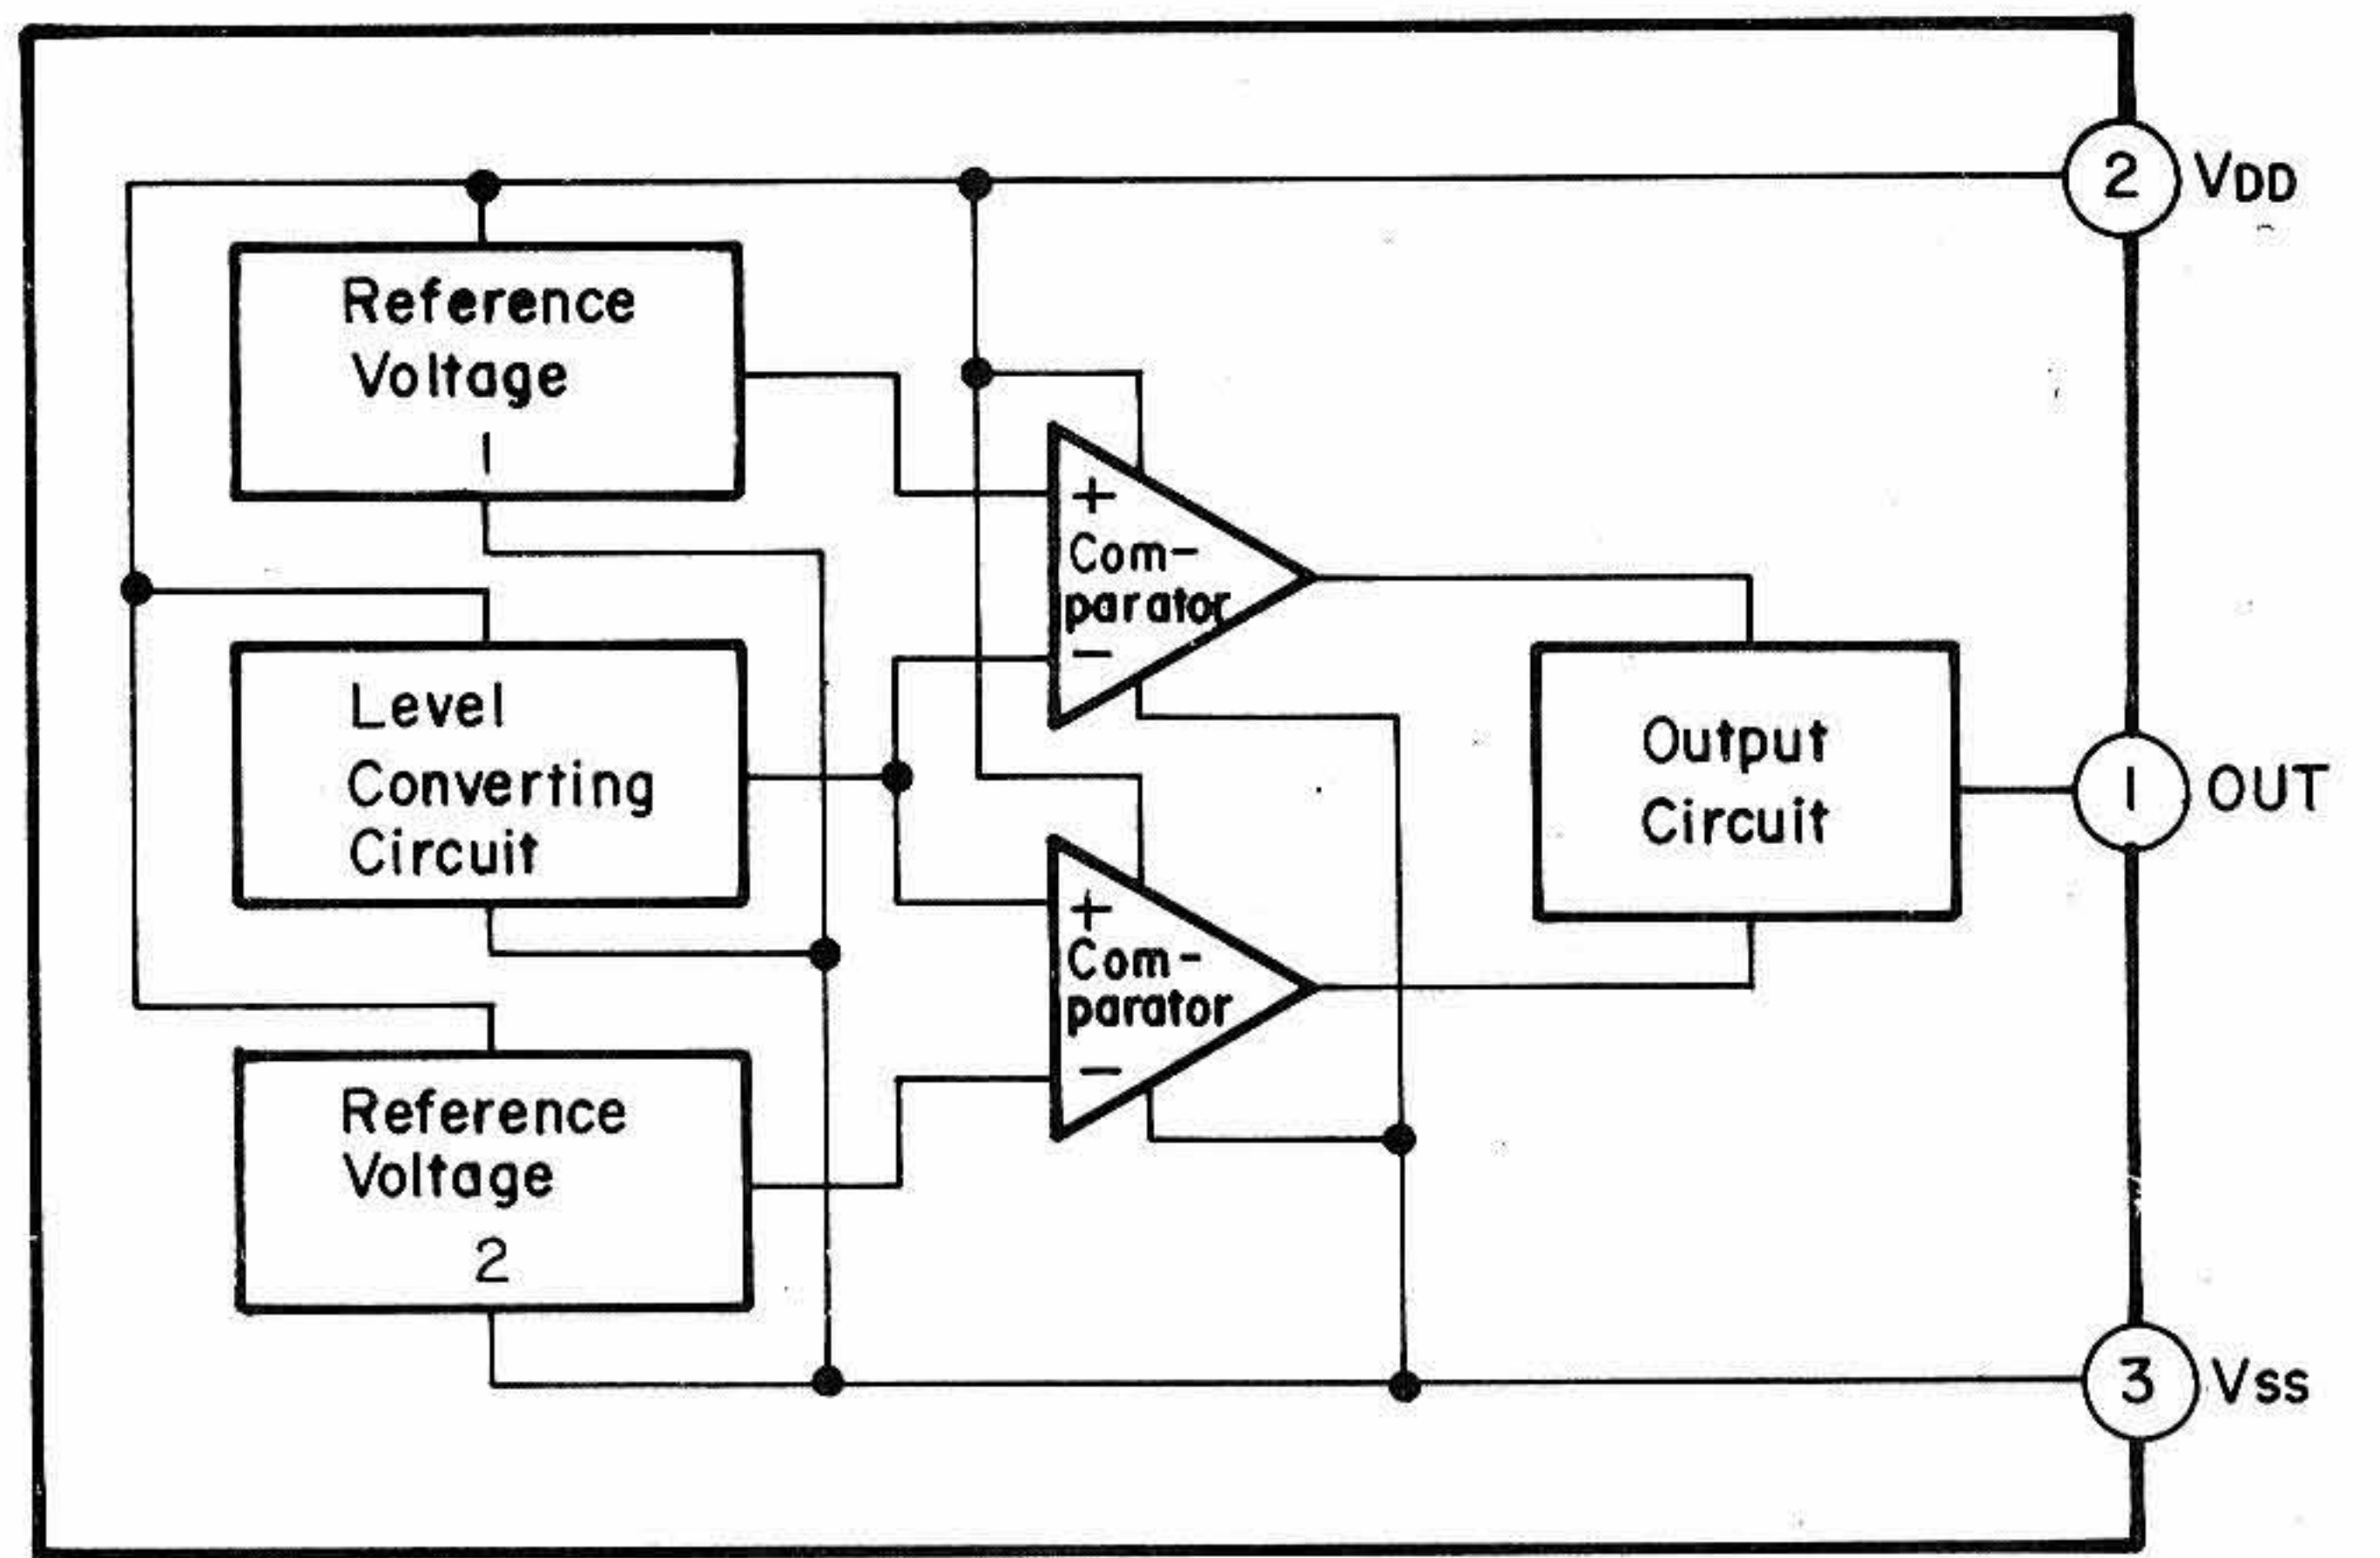 2 VDD
Reference
Voltage
1
+
Com-
parator
−
Level
Converting
Circuit
Output
Circuit
1 OUT
+
Com-
parator
−
Reference
Voltage
2
3 Vss